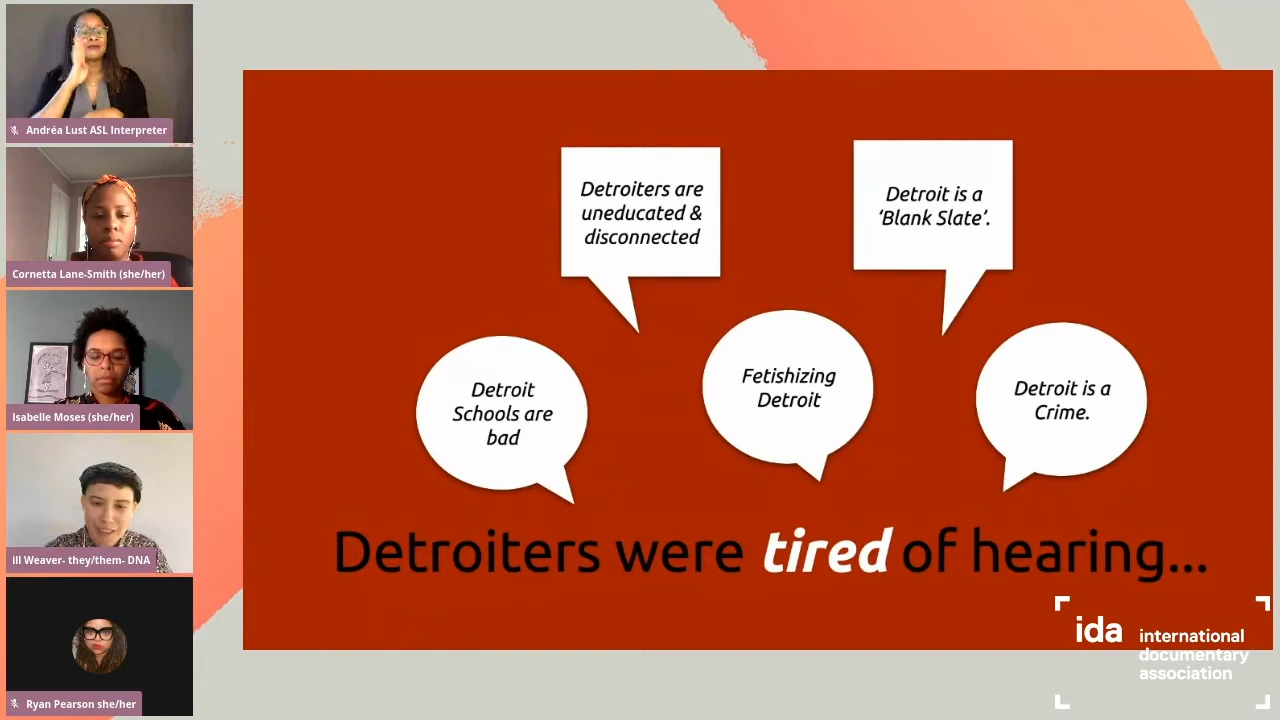 Andréa Lust ASL Interpreter
Cornetta Lane-Smith (she/her)
Isabelle Moses (she/her)
ill Weaver- they/them- DNA
Ryan Pearson she/her
Detroiters are
uneducated &
disconnected
Detroit is a
‘Blank Slate’.
Detroit
Schools are
bad
Fetishizing
Detroit
Detroit is a
Crime.
Detroiters were tired of hearing...
ida international
documentary
association